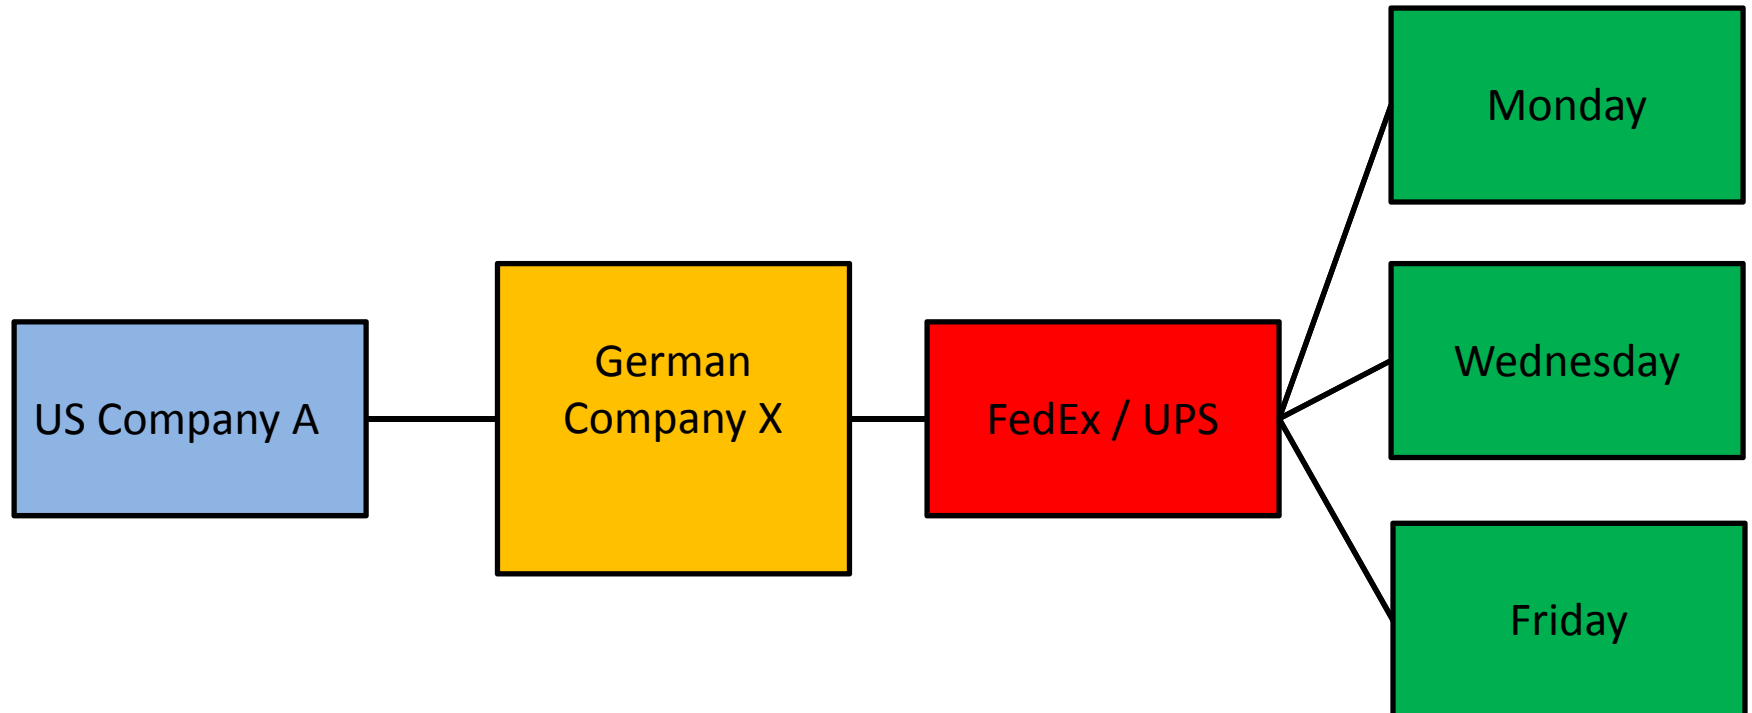 US Company A
German
Company X
FedEx / UPS
Monday
Wednesday
Friday